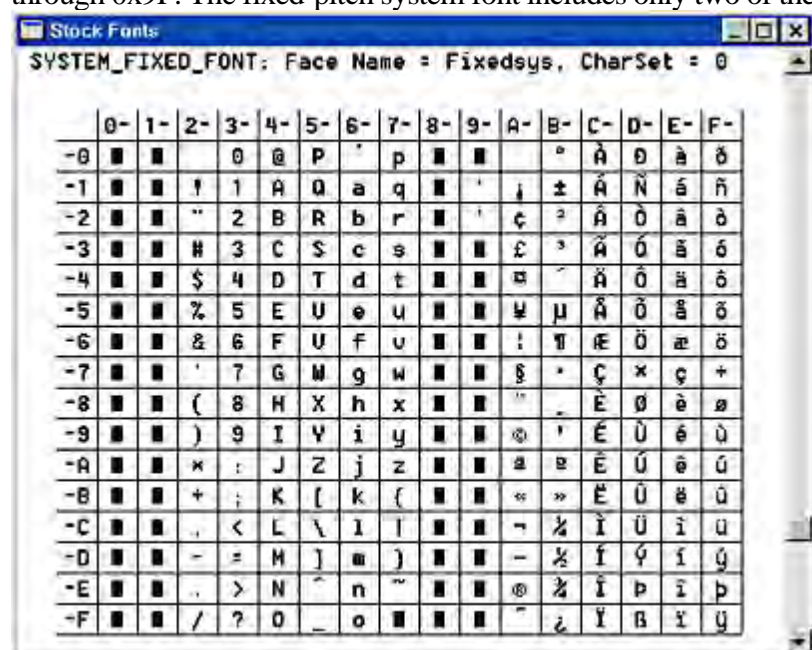 through 0x9F. The fixed-pitch system font includes only two of the
Stock Fonts
SYSTEM_FIXED_FONT: Face Name = Fixedsys, CharSet = 0
0- 1- 2- 3- 4- 5- 6- 7- 8- 9- A- B- C- D- E- F-
-0 ■ ■ 0 @ P ` p ■ ■ ° À Ð à ð
-1 ■ ■ ! 1 A Q a q ■ ‘ ¡ ± Á Ñ á ñ
-2 ■ ■ " 2 B R b r ■ ’ ¢ ² Â Ò â ò
-3 ■ ■ # 3 C S c s ■ ■ £ ³ Ã Ó ã ó
-4 ■ ■ $ 4 D T d t ■ ■ ¤ ´ Ä Ô ä ô
-5 ■ ■ % 5 E U e u ■ ■ ¥ µ Å Õ å õ
-6 ■ ■ & 6 F V f v ■ ■ ¦ ¶ Æ Ö æ ö
-7 ■ ■ ' 7 G W g w ■ ■ § · Ç × ç ÷
-8 ■ ■ ( 8 H X h x ■ ■ ¨ ¸ È Ø è ø
-9 ■ ■ ) 9 I Y i y ■ ■ © ¹ É Ù é ù
-A ■ ■ * : J Z j z ■ ■ ª º Ê Ú ê ú
-B ■ ■ + ; K [ k { ■ ■ « » Ë Û ë û
-C ■ ■ , < L \ l | ■ ■ ¬ ¼ Ì Ü ì ü
-D ■ ■ - = M ] m } ■ ■ - ½ Í Ý í ý
-E ■ ■ . > N ^ n ~ ■ ■ ® ¾ Î Þ î þ
-F ■ ■ / ? O _ o ■ ■ ■ ¯ ¿ Ï ß ï ÿ